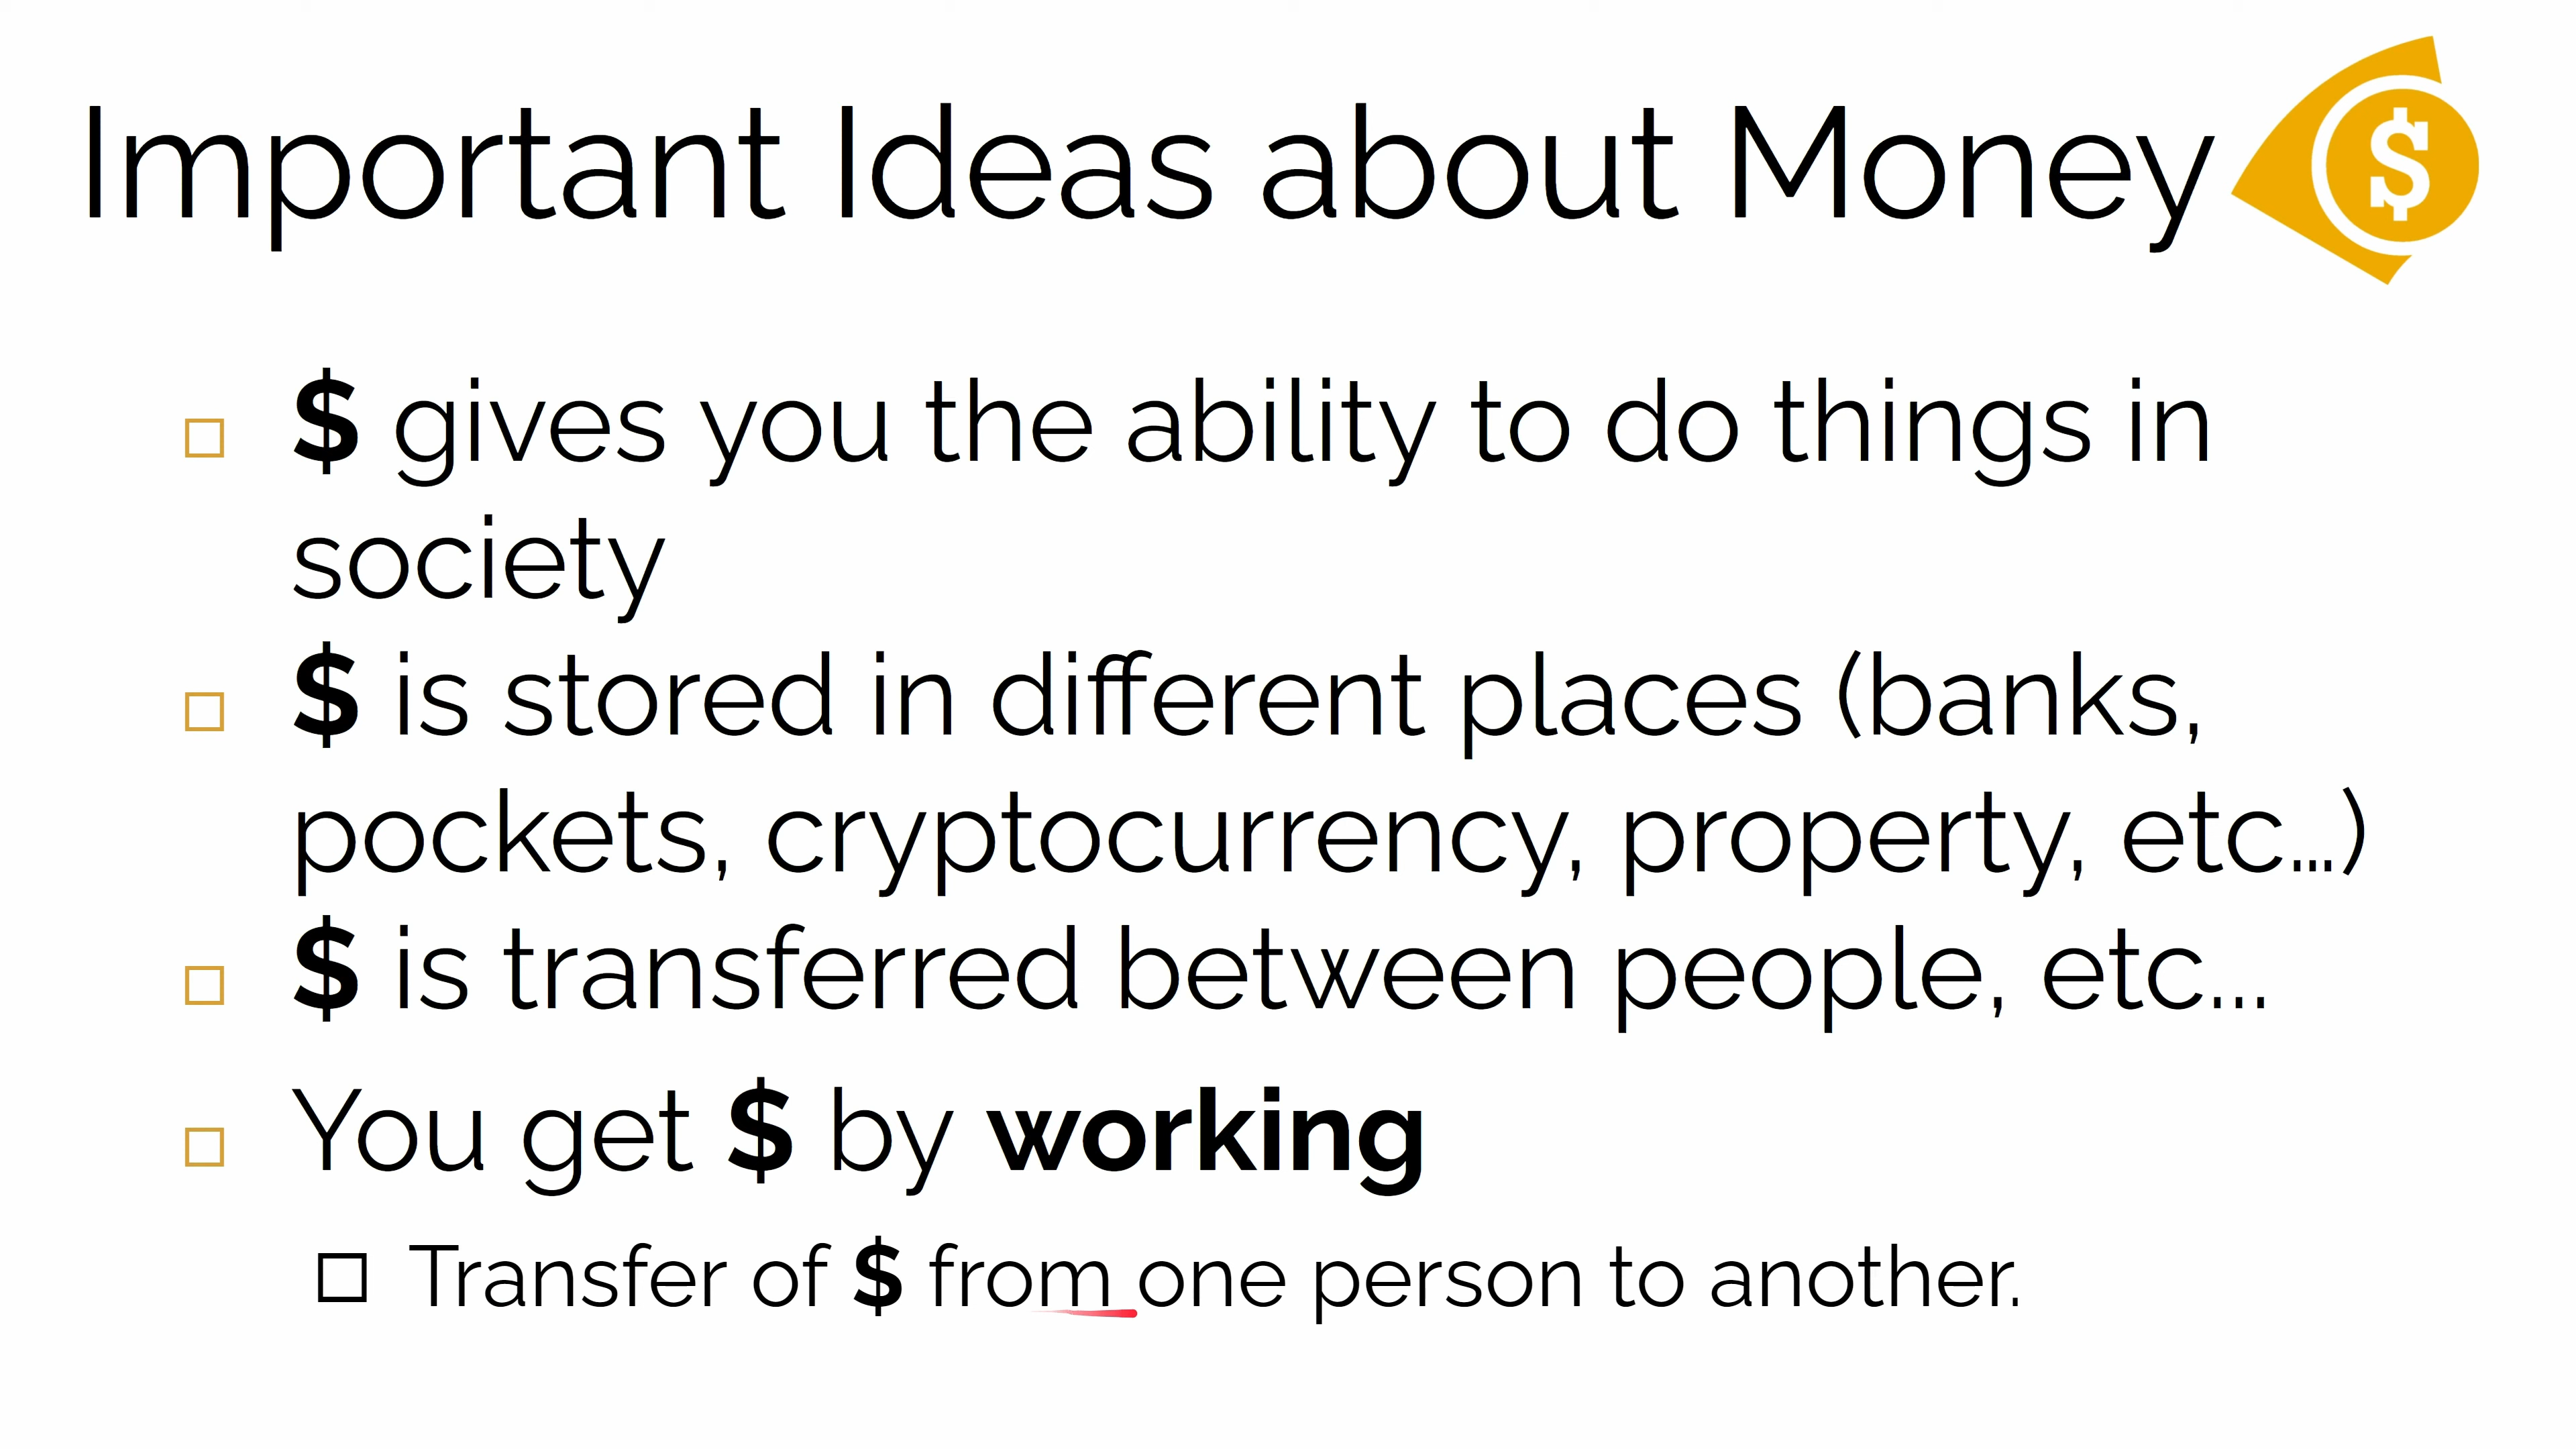 Important Ideas about Money
$
$ gives you the ability to do things in
society
$ is stored in different places (banks,
pockets, cryptocurrency, property, etc...)
$ is transferred between people, etc...
You get $ by working
Transfer of $ from one person to another.